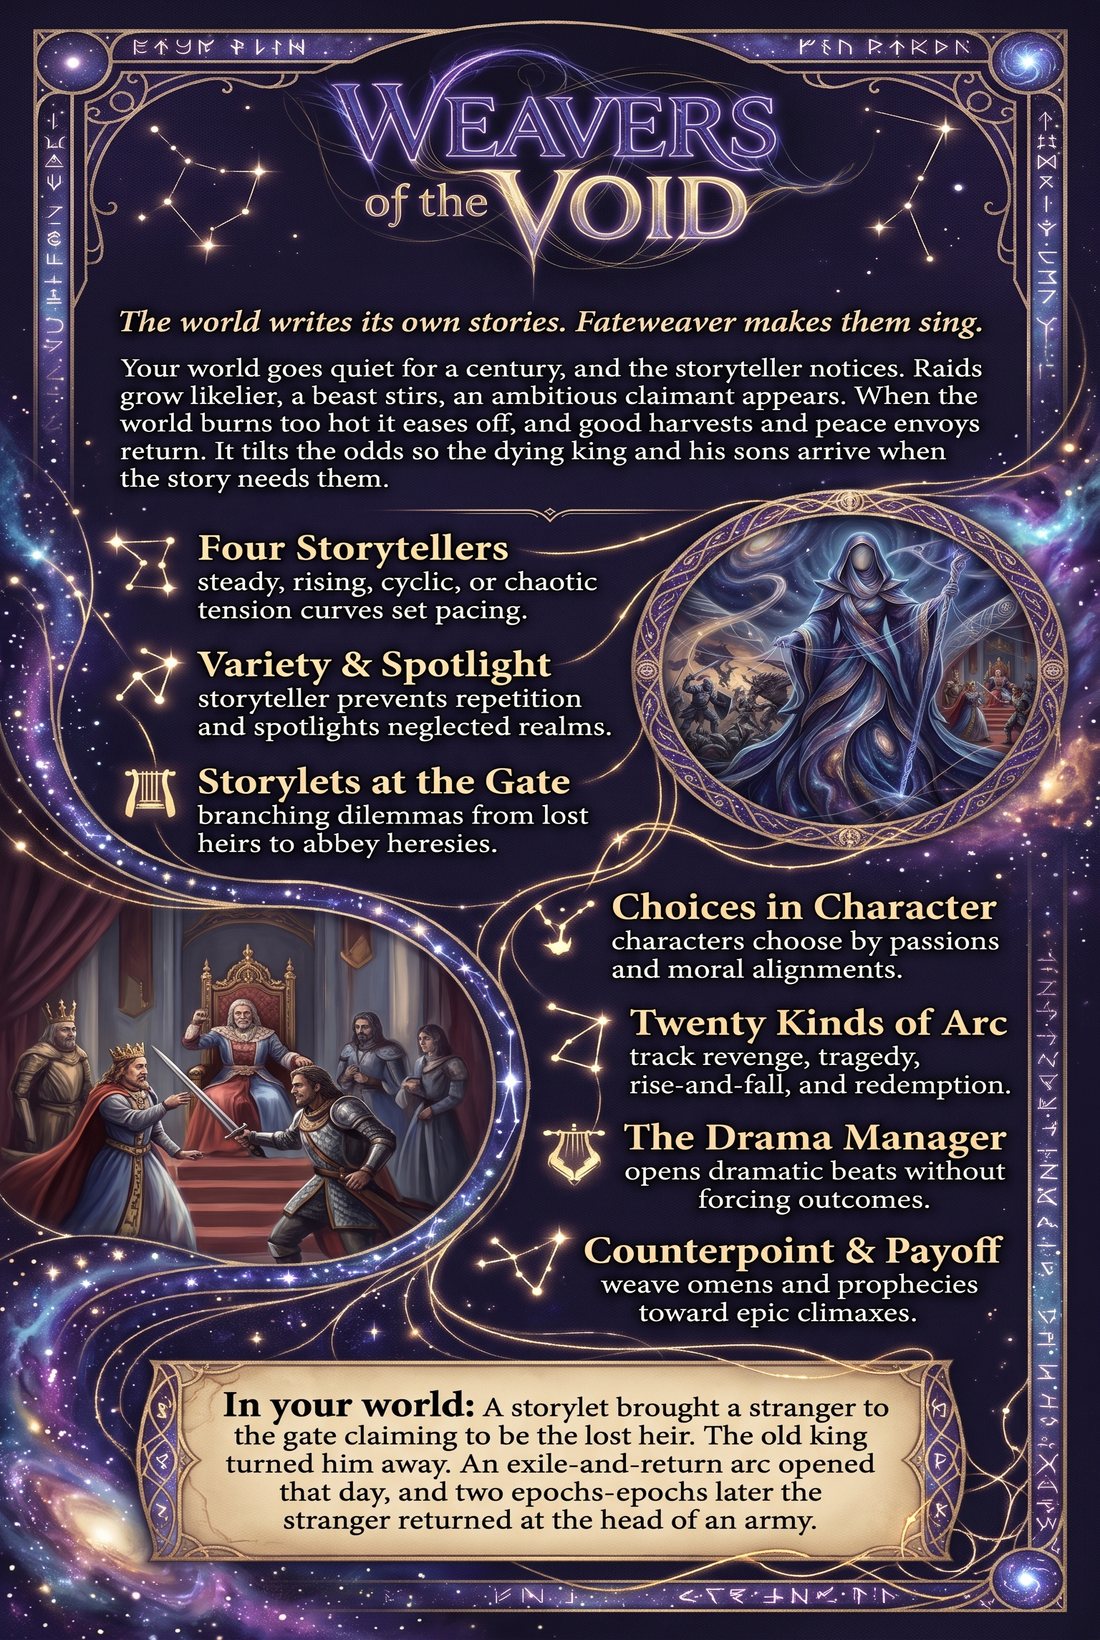 WEAVERS
of the VOID
The world writes its own stories. Fateweaver makes them sing.
Your world goes quiet for a century, and the storyteller notices. Raids
grow likelier, a beast stirs, an ambitious claimant appears. When the
world burns too hot it eases off, and good harvests and peace envoys
return. It tilts the odds so the dying king and his sons arrive when
the story needs them.
Four Storytellers
steady, rising, cyclic, or chaotic
tension curves set pacing.
Variety & Spotlight
storyteller prevents repetition
and spotlights neglected realms.
Storylets at the Gate
branching dilemmas from lost
heirs to abbey heresies.
Choices in Character
characters choose by passions
and moral alignments.
Twenty Kinds of Arc
track revenge, tragedy,
rise-and-fall, and redemption.
The Drama Manager
opens dramatic beats without
forcing outcomes.
Counterpoint & Payoff
weave omens and prophecies
toward epic climaxes.
In your world: A storylet brought a stranger to
the gate claiming to be the lost heir. The old king
turned him away. An exile-and-return arc opened
that day, and two epochs-epochs later the
stranger returned at the head of an army.